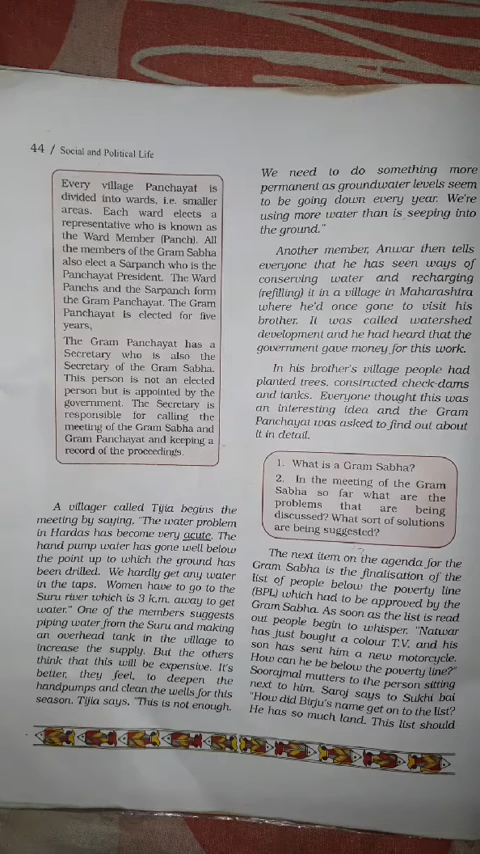 44 / Social and Political Life
Every village Panchayat is
divided into wards, i.e. smaller
areas. Each ward elects a
representative who is known as
the Ward Member (Panch). All
the members of the Gram Sabha
also elect a Sarpanch who is the
Panchayat President. The Ward
Panchs and the Sarpanch form
the Gram Panchayat. The Gram
Panchayat is elected for five
years,
The Gram Panchayat has a
Secretary who is also the
Secretary of the Gram Sabha.
This person is not an elected
person but is appointed by the
government. The Secretary is
responsible for calling the
meeting of the Gram Sabha and
Gram Panchayat and keeping a
record of the proceedings.
A villager called Tijia begins the
meeting by saying, "The water problem
in Hardas has become very acute. The
hand pump water has gone well below
the point up to which the ground has
been drilled. We hardly get any water
in the taps. Women have to go to the
Suru river which is 3 k.m. away to get
water." One of the members suggests
piping water from the Suru and making
an overhead tank in the village to
increase the supply. But the others
think that this will be expensive. It's
better, they feel, to deepen the
handpumps and clean the wells for this
season. Tijia says, "This is not enough.
We need to do something more
permanent as groundwater levels seem
to be going down every year. We're
using more water than is seeping into
the ground."
Another member, Anwar then tells
everyone that he has seen ways of
conserving water and recharging
(refilling) it in a village in Maharashtra
where he'd once gone to visit his
brother. It was called watershed
development and he had heard that the
government gave money for this work.
In his brother's village people had
planted trees, constructed check-dams
and tanks. Everyone thought this was
an interesting idea and the Gram
Panchayat was asked to find out about
it in detail.
1. What is a Gram Sabha?
2. In the meeting of the Gram
Sabha so far what are the
problems that are being
discussed? What sort of solutions
are being suggested?
The next item on the agenda for the
Gram Sabha is the finalisation of the
list of people below the poverty line
(BPL) which had to be approved by the
Gram Sabha. As soon as the list is read
out people begin to whisper. "Natwar
has just bought a colour T.V. and his
son has sent him a new motorcycle.
How can he be below the poverty line?"
Soorajmal mutters to the person sitting
next to him. Saroj says to Sukhi bai
"How did Birju's name get on to the list?
He has so much land. This list should